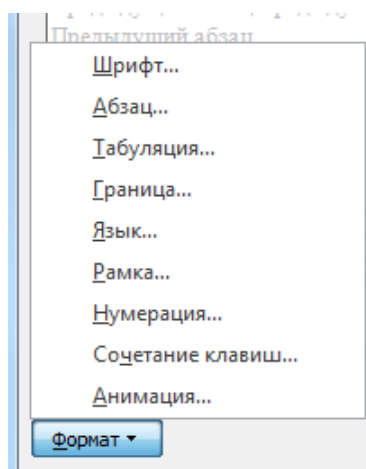 Предыдущий абзац
Шрифт...
Абзац...
Табуляция...
Граница...
Язык...
Рамка...
Нумерация...
Сочетание клавиш...
Анимация...
Формат